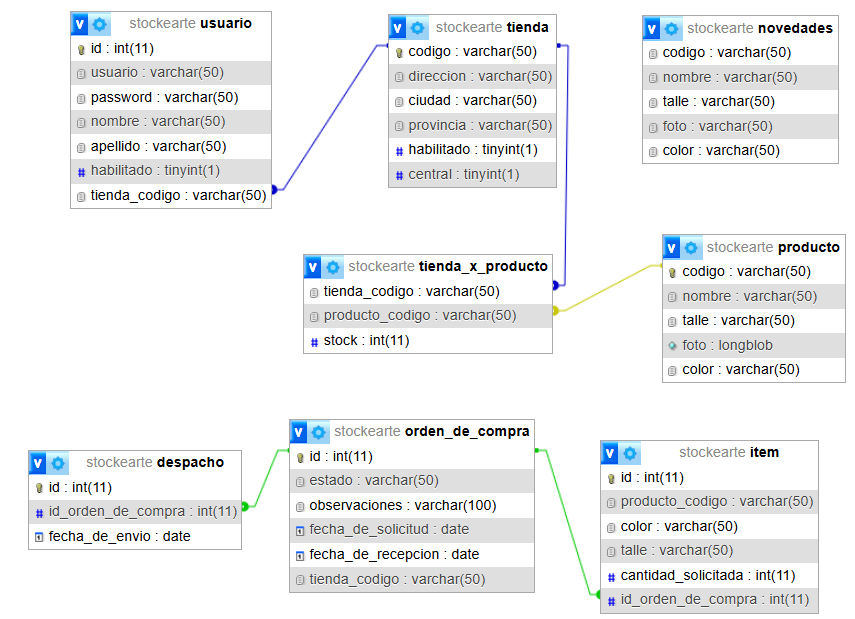 stockearte usuario
id : int(11)
usuario : varchar(50)
password : varchar(50)
nombre : varchar(50)
apellido : varchar(50)
habilitado : tinyint(1)
tienda_codigo : varchar(50)
stockearte tienda
codigo : varchar(50)
direccion : varchar(50)
ciudad : varchar(50)
provincia : varchar(50)
habilitado : tinyint(1)
central : tinyint(1)
stockearte novedades
codigo : varchar(50)
nombre : varchar(50)
talle : varchar(50)
foto : varchar(50)
color : varchar(50)
stockearte tienda_x_producto
tienda_codigo : varchar(50)
producto_codigo : varchar(50)
stock : int(11)
stockearte producto
codigo : varchar(50)
nombre : varchar(50)
talle : varchar(50)
foto : longblob
color : varchar(50)
stockearte despacho
id : int(11)
id_orden_de_compra : int(11)
fecha_de_envio : date
stockearte orden_de_compra
id : int(11)
estado : varchar(50)
observaciones : varchar(100)
fecha_de_solicitud : date
fecha_de_recepcion : date
tienda_codigo : varchar(50)
stockearte item
id : int(11)
producto_codigo : varchar(50)
color : varchar(50)
talle : varchar(50)
cantidad_solicitada : int(11)
id_orden_de_compra : int(11)